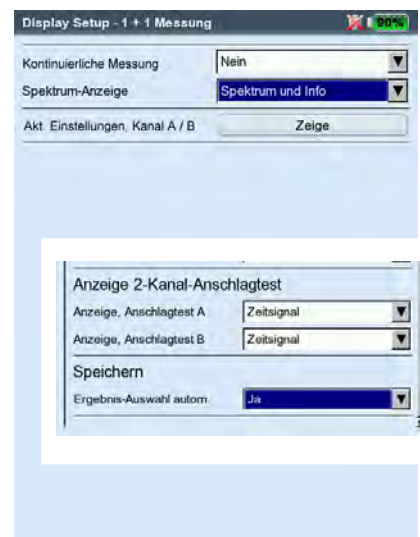 Display Setup - 1 + 1 Messung 90%
Kontinuierliche Messung Nein
Spektrum-Anzeige Spektrum und Info
Akt. Einstellungen, Kanal A / B Zeige
Anzeige 2-Kanal-Anschlagtest
Anzeige, Anschlagtest A Zeitsignal
Anzeige, Anschlagtest B Zeitsignal
Speichern
Ergebnis-Auswahl autom. Ja